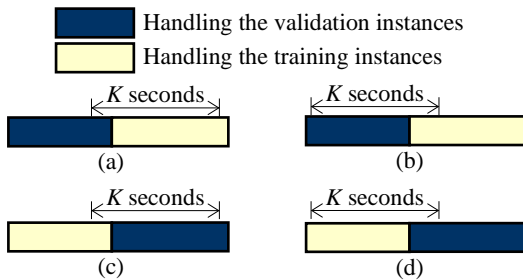 Handling the validation instances
Handling the training instances
K seconds
K seconds
(a)
(b)
K seconds
K seconds
(c)
(d)